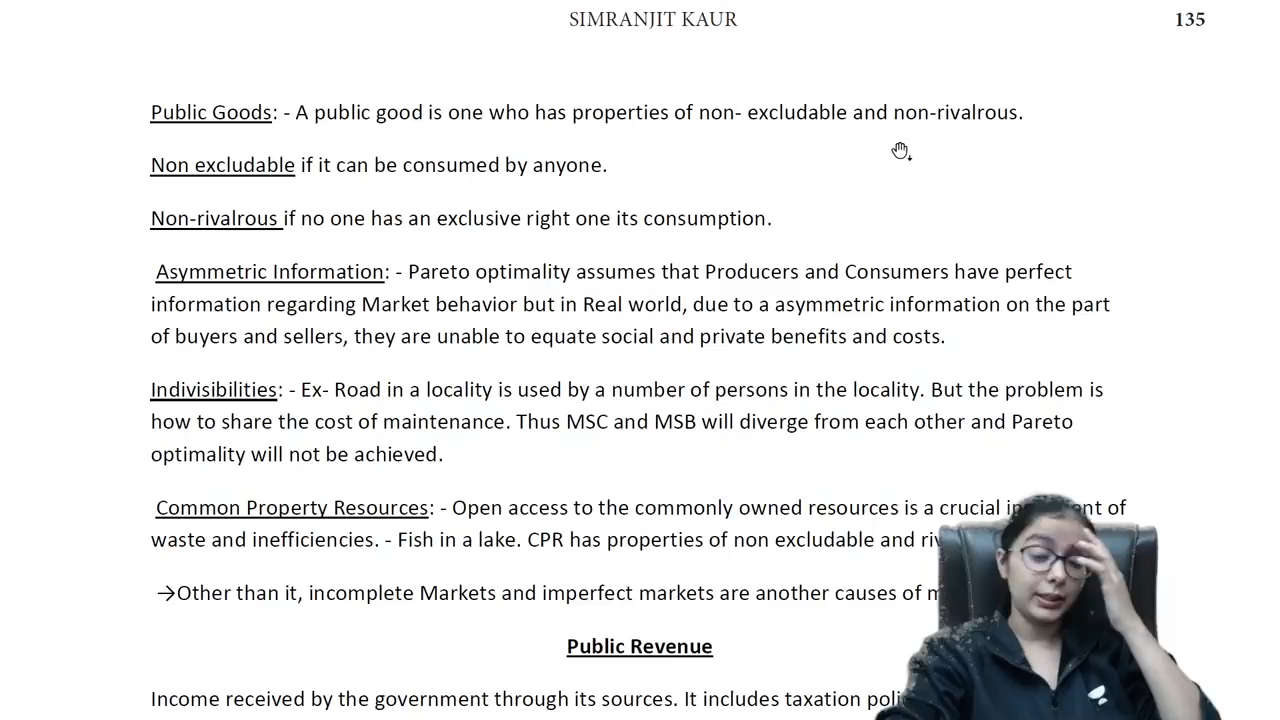 SIMRANJIT KAUR
135
Public Goods: - A public good is one who has properties of non- excludable and non-rivalrous.
Non excludable if it can be consumed by anyone.
Non-rivalrous if no one has an exclusive right one its consumption.
Asymmetric Information: - Pareto optimality assumes that Producers and Consumers have perfect
information regarding Market behavior but in Real world, due to a asymmetric information on the part
of buyers and sellers, they are unable to equate social and private benefits and costs.
Indivisibilities: - Ex- Road in a locality is used by a number of persons in the locality. But the problem is
how to share the cost of maintenance. Thus MSC and MSB will diverge from each other and Pareto
optimality will not be achieved.
Common Property Resources: - Open access to the commonly owned resources is a crucial of
waste and inefficiencies. - Fish in a lake. CPR has properties of non excludable and
→Other than it, incomplete Markets and imperfect markets are another causes of
Public Revenue
Income received by the government through its sources. It includes taxation